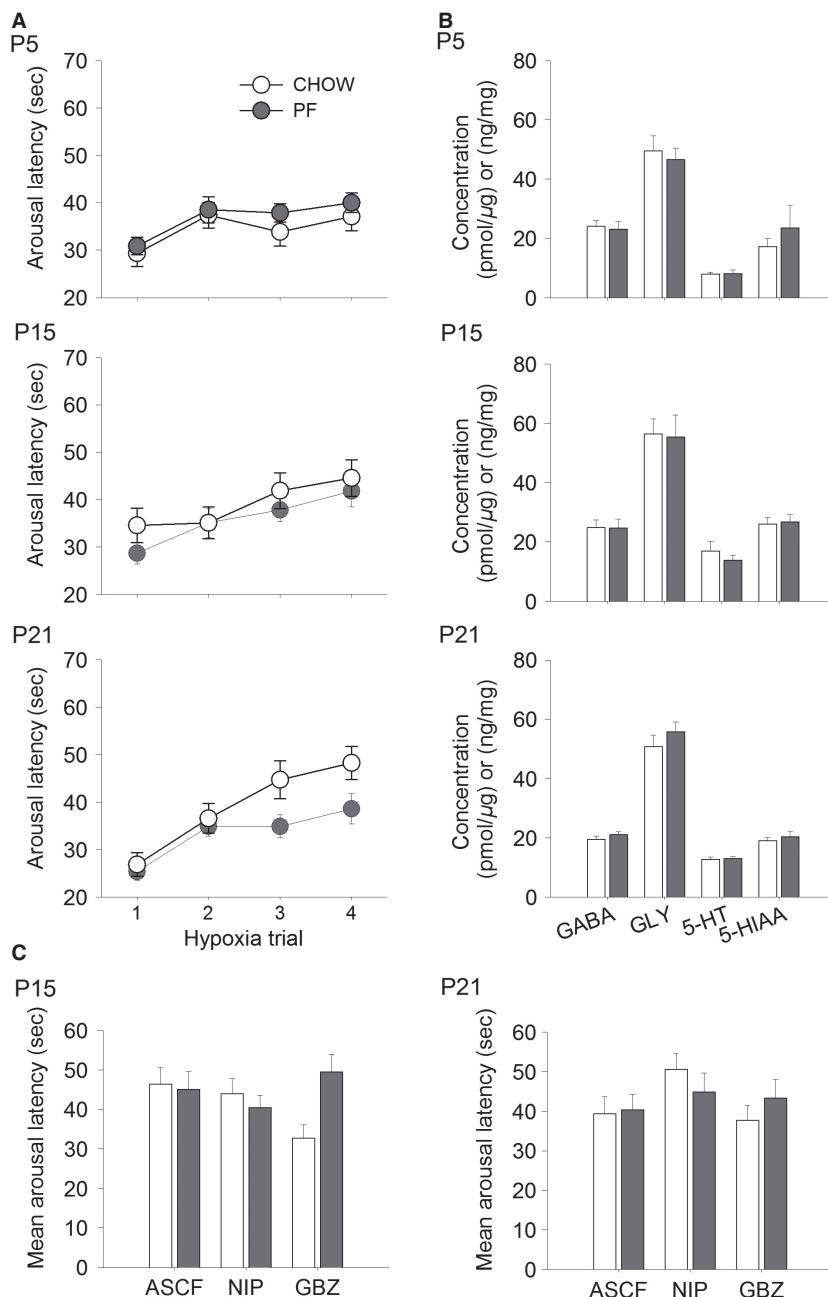 A
P5
Arousal latency (sec)
70
60
50
40
30
20
CHOW
PF
P15
Arousal latency (sec)
70
60
50
40
30
20
P21
Arousal latency (sec)
70
60
50
40
30
20
1 2 3 4
Hypoxia trial
B
P5
Concentration
(pmol/µg) or (ng/mg)
80
60
40
20
0
P15
Concentration
(pmol/µg) or (ng/mg)
80
60
40
20
0
P21
Concentration
(pmol/µg) or (ng/mg)
80
60
40
20
0
GABA GLY 5-HT 5-HIAA
C
P15
Mean arousal latency (sec)
60
50
40
30
20
10
0
ASCF NIP GBZ
P21
Mean arousal latency (sec)
60
50
40
30
20
10
0
ASCF NIP GBZ